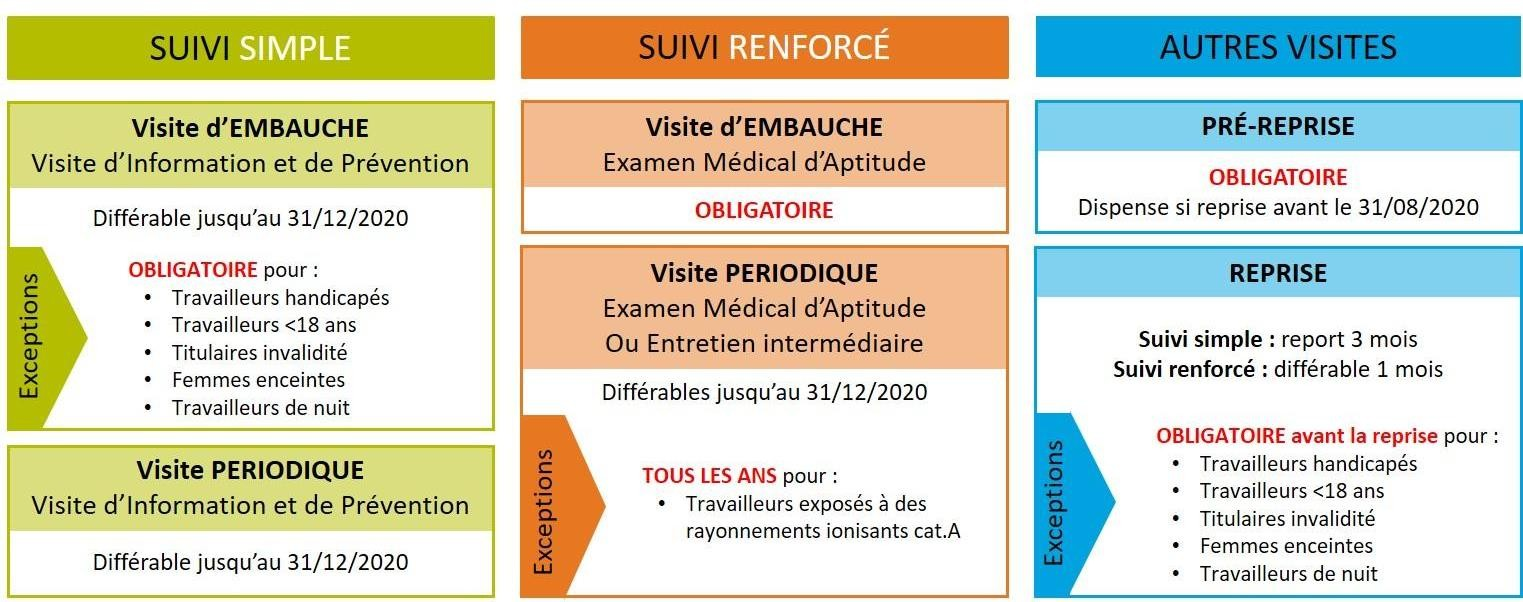 SUIVI SIMPLE
Visite d'EMBAUCHE
Visite d'Information et de Prévention
Différable jusqu'au 31/12/2020
Exceptions
OBLIGATOIRE pour :
• Travailleurs handicapés
• Travailleurs <18 ans
• Titulaires invalidité
• Femmes enceintes
• Travailleurs de nuit
Visite PERIODIQUE
Visite d'Information et de Prévention
Différable jusqu'au 31/12/2020
SUIVI RENFORCÉ
Visite d'EMBAUCHE
Examen Médical d'Aptitude
OBLIGATOIRE
Visite PERIODIQUE
Examen Médical d'Aptitude
Ou Entretien intermédiaire
Différables jusqu'au 31/12/2020
Exceptions
TOUS LES ANS pour :
• Travailleurs exposés à des
rayonnements ionisants cat.A
AUTRES VISITES
PRÉ-REPRISE
OBLIGATOIRE
Dispense si reprise avant le 31/08/2020
REPRISE
Suivi simple : report 3 mois
Suivi renforcé : différable 1 mois
Exceptions
OBLIGATOIRE avant la reprise pour :
• Travailleurs handicapés
• Travailleurs <18 ans
• Titulaires invalidité
• Femmes enceintes
• Travailleurs de nuit